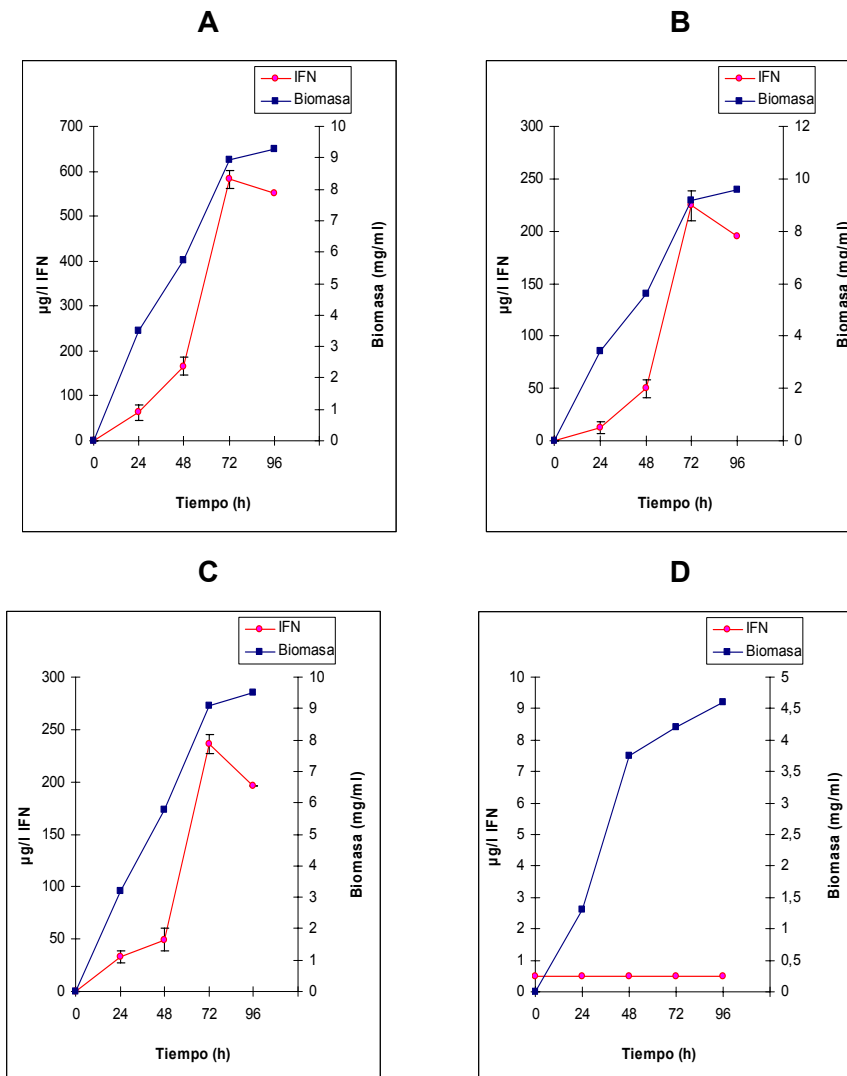 A
IFN
Biomasa
700
600
500
400
300
200
100
0
µg/l IFN
10
9
8
7
6
5
4
3
2
1
0
Biomasa (mg/ml)
0 24 48 72 96
Tiempo (h)
B
IFN
Biomasa
300
250
200
150
100
50
0
µg/l IFN
12
10
8
6
4
2
0
Biomasa (mg/ml)
0 24 48 72 96
Tiempo (h)
C
IFN
Biomasa
300
250
200
150
100
50
0
µg/l IFN
10
9
8
7
6
5
4
3
2
1
0
Biomasa (mg/ml)
0 24 48 72 96
Tiempo (h)
D
IFN
Biomasa
10
9
8
7
6
5
4
3
2
1
0
µg/l IFN
5
4,5
4
3,5
3
2,5
2
1,5
1
0,5
0
Biomasa (mg/ml)
0 24 48 72 96
Tiempo (h)